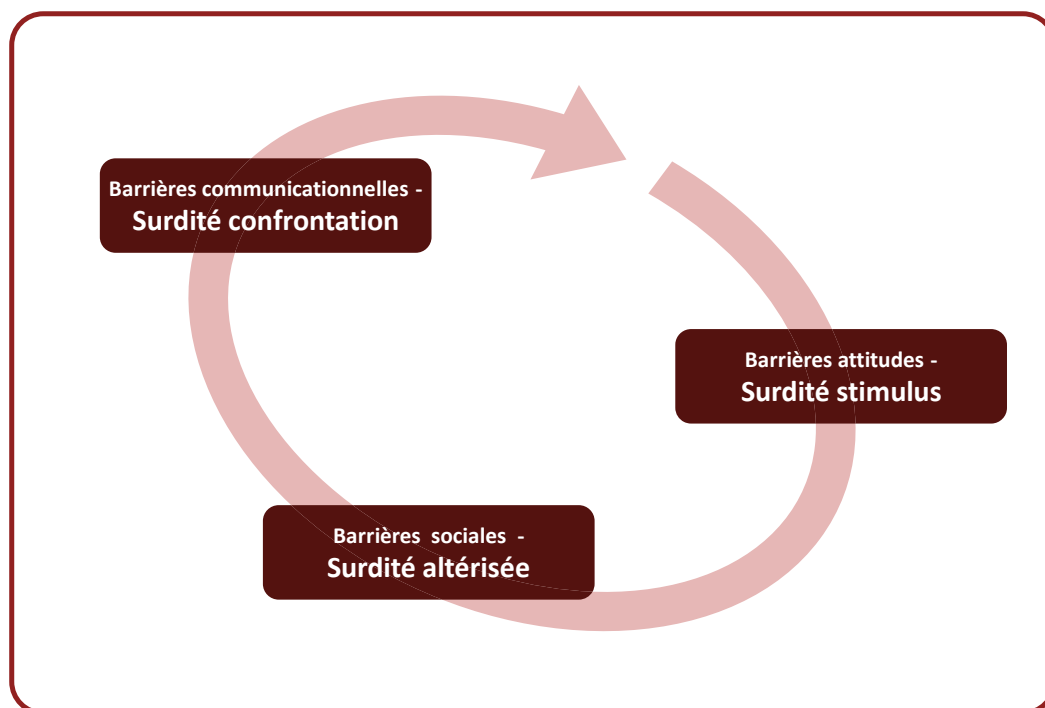 Barrières communicationnelles -
Surdité confrontation
Barrières attitudes -
Surdité stimulus
Barrières sociales -
Surdité altérisée